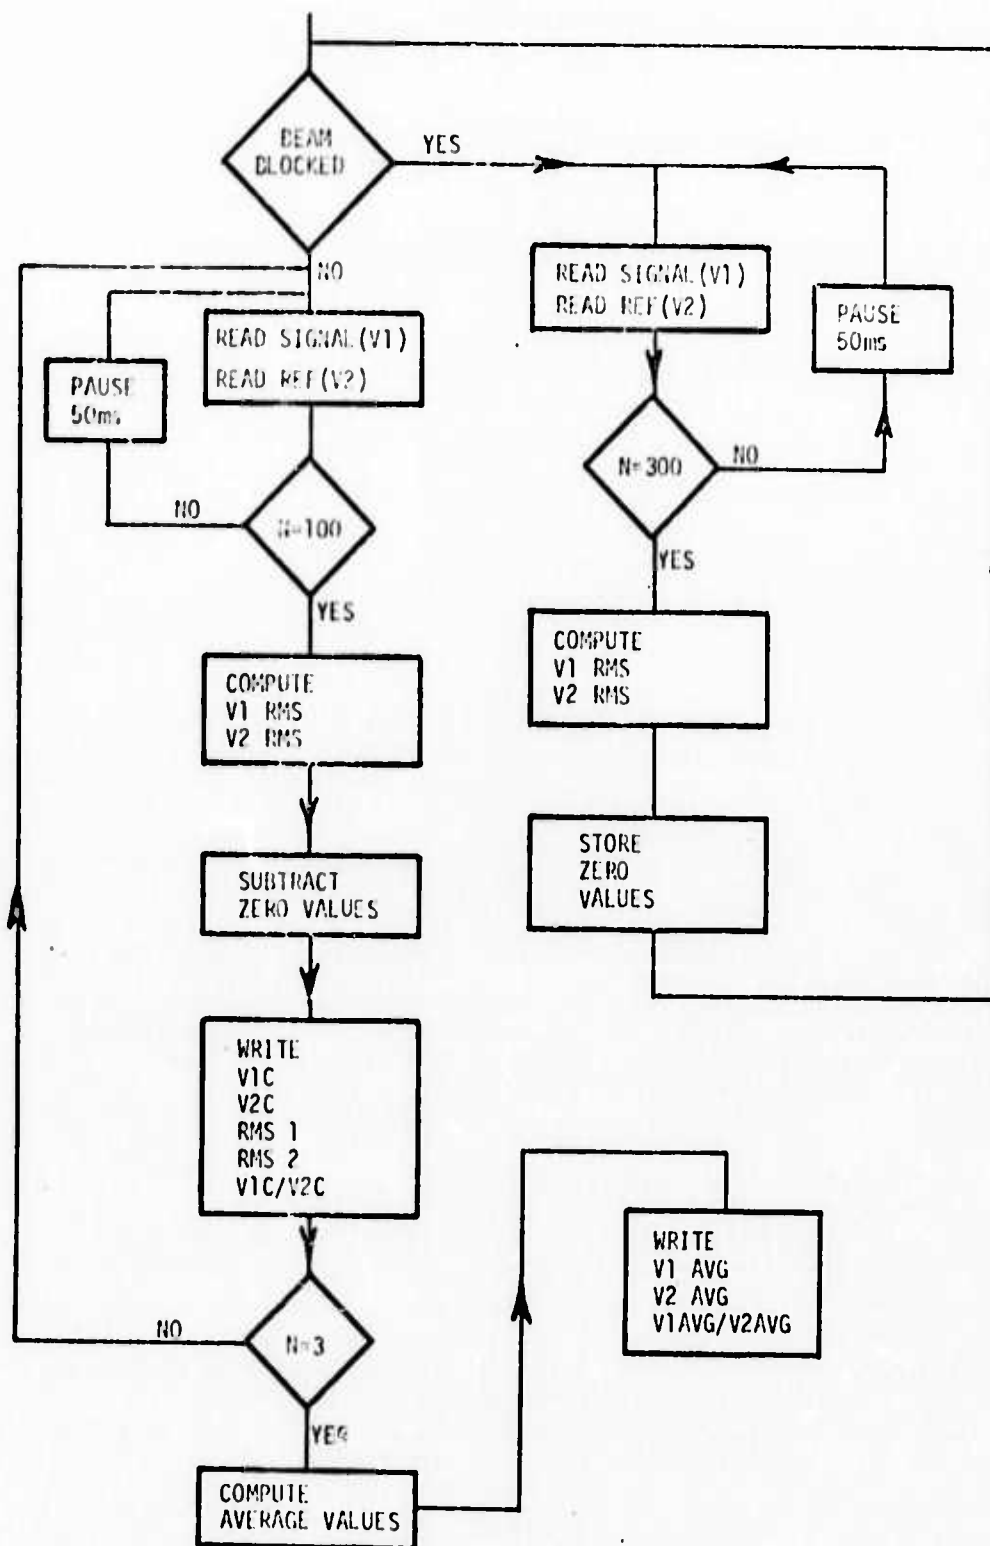 BEAM
BLOCKED
YES
NO
READ SIGNAL(V1)
READ REF(V2)
PAUSE
50ms
NO
N=100
YES
COMPUTE
V1 RMS
V2 RMS
SUBTRACT
ZERO VALUES
WRITE
V1C
V2C
RMS 1
RMS 2
V1C/V2C
NO
N=3
YES
COMPUTE
AVERAGE VALUES
READ SIGNAL(V1)
READ REF(V2)
PAUSE
50ms
N=300
NO
YES
COMPUTE
V1 RMS
V2 RMS
STORE
ZERO
VALUES
WRITE
V1 AVG
V2 AVG
V1AVG/V2AVG